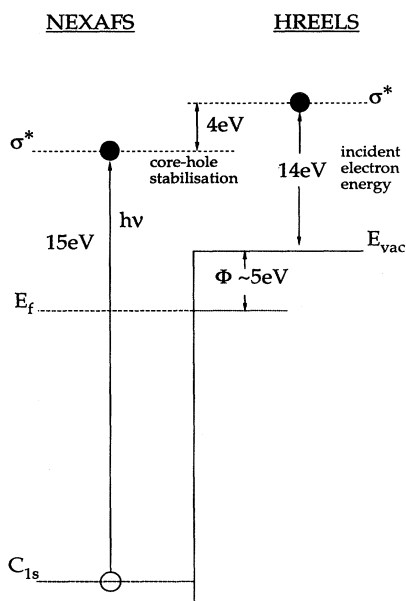 NEXAFS
HREELS
σ*
4eV
σ*
core-hole
stabilisation
14eV
incident
electron
energy
hν
15eV
E_vac
Φ ~5eV
E_f
C_1s